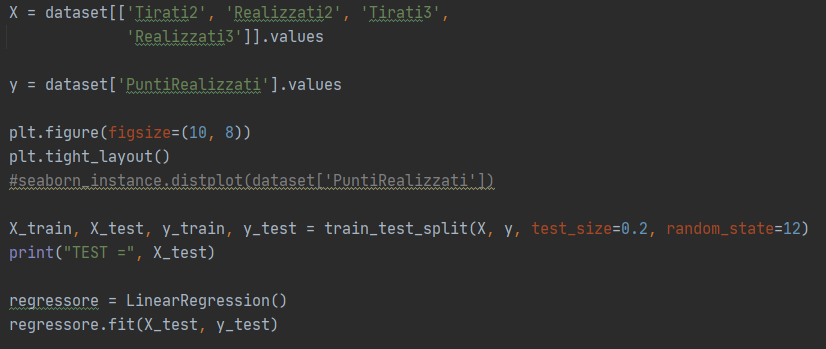 X = dataset[['Tirati2', 'Realizzati2', 'Tirati3',
'Realizzati3']].values
y = dataset['PuntiRealizzati'].values
plt.figure(figsize=(10, 8))
plt.tight_layout()
#seaborn_instance.distplot(dataset['PuntiRealizzati'])
X_train, X_test, y_train, y_test = train_test_split(X, y, test_size=0.2, random_state=12)
print("TEST =", X_test)
regressore = LinearRegression()
regressore.fit(X_test, y_test)